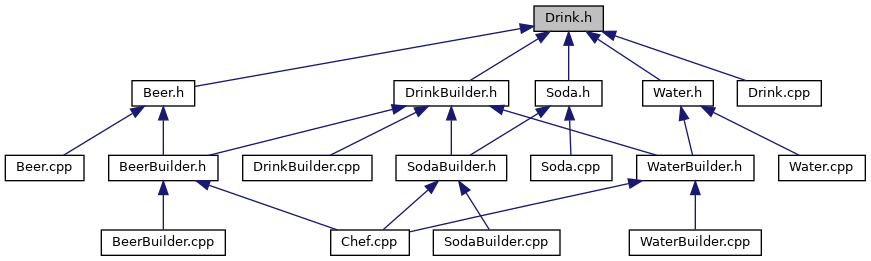 Drink.h
Beer.h
DrinkBuilder.h
Soda.h
Water.h
Drink.cpp
Beer.cpp
BeerBuilder.h
DrinkBuilder.cpp
SodaBuilder.h
Soda.cpp
WaterBuilder.h
Water.cpp
BeerBuilder.cpp
Chef.cpp
SodaBuilder.cpp
WaterBuilder.cpp